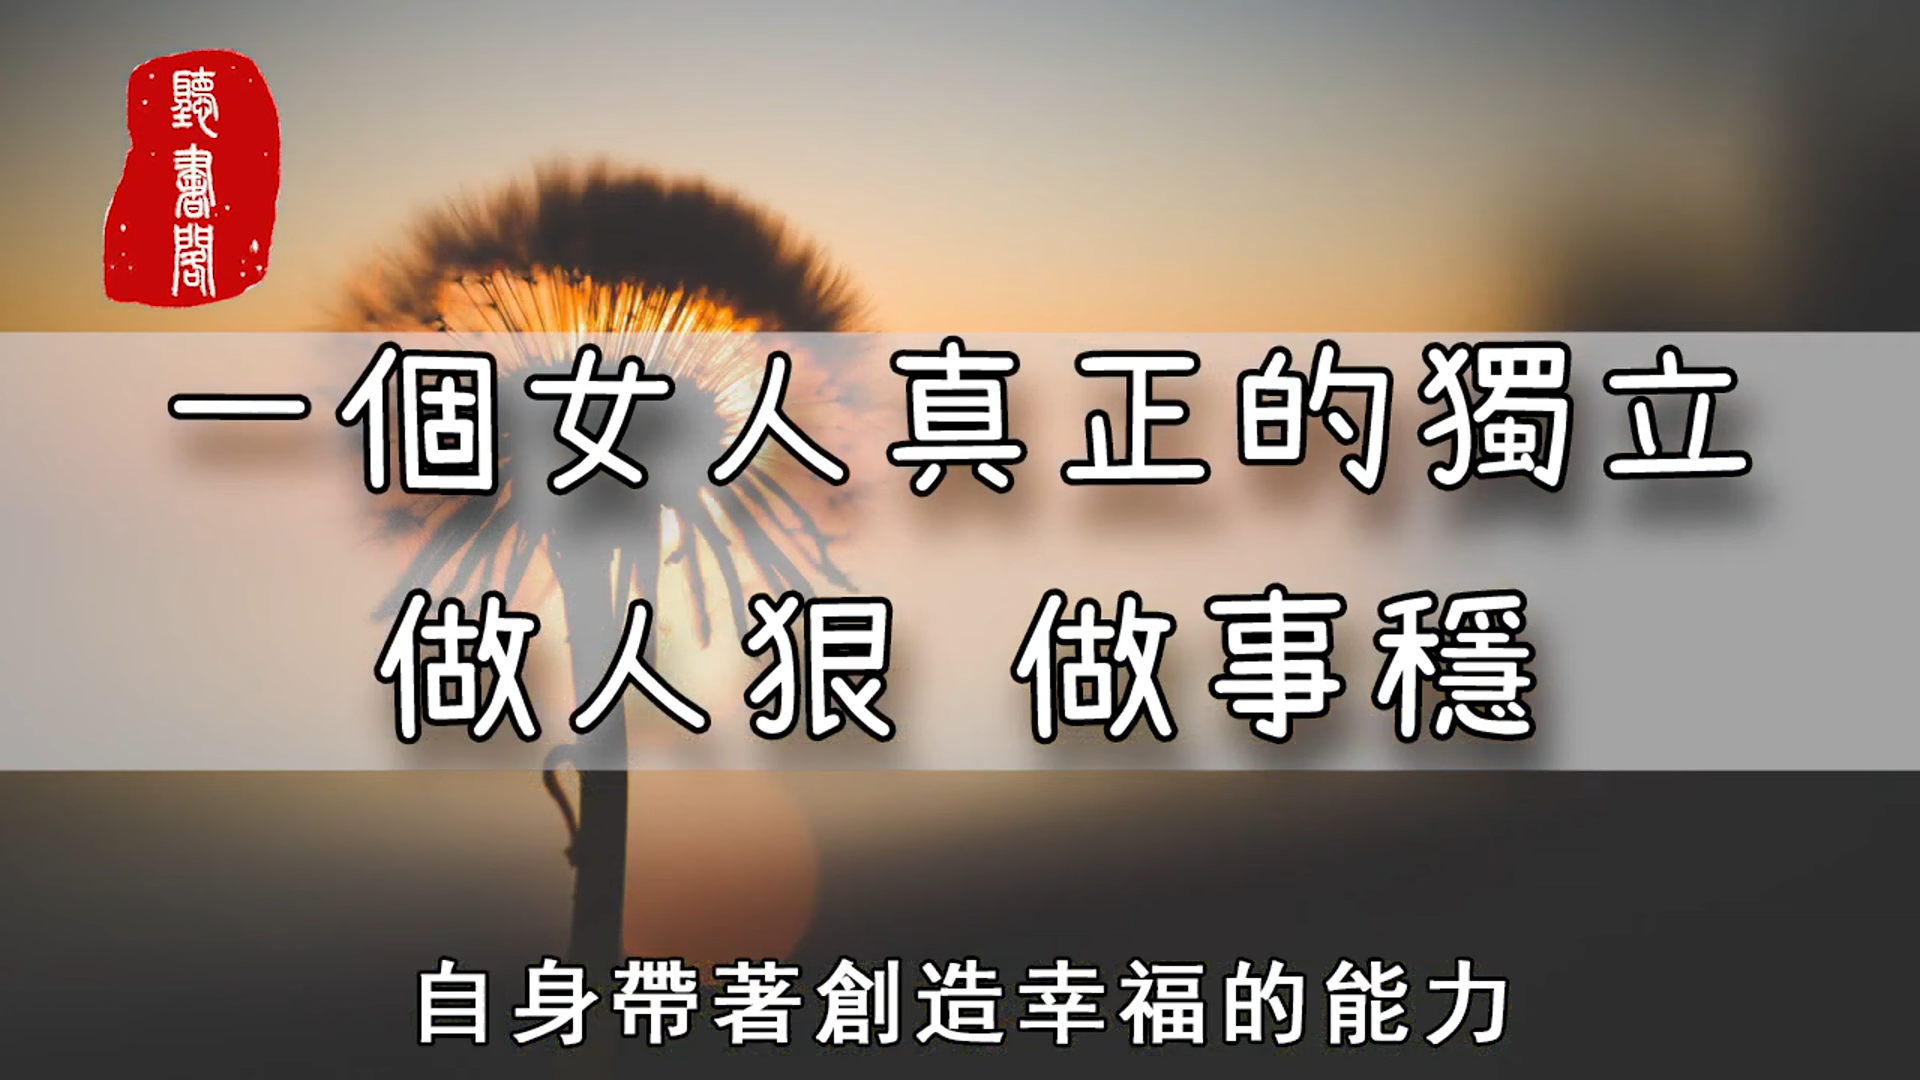 聽書閣
一個女人真正的獨立
做人狠 做事穩
自身帶著創造幸福的能力